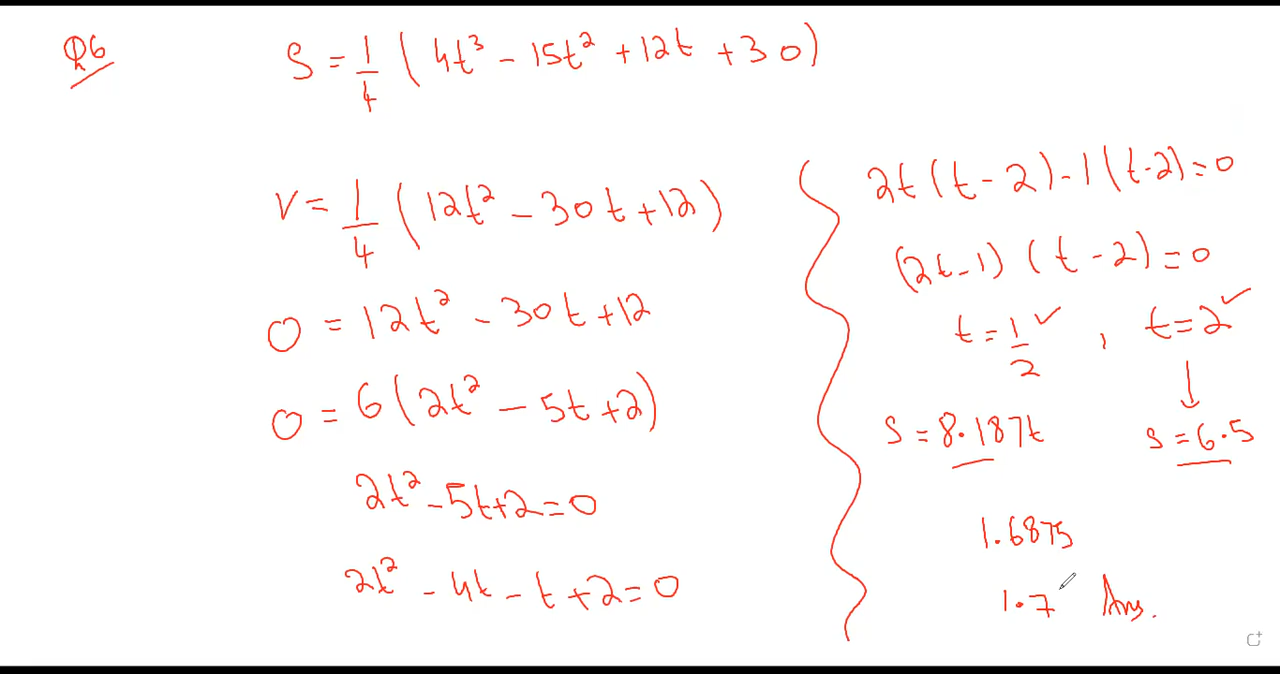 Q6
S = 1/4 (4t³ - 15t² + 12t + 30)
V = 1/4 (12t² - 30t + 12)
0 = 12t² - 30t + 12
0 = 6(2t² - 5t + 2)
2t² - 5t + 2 = 0
2t² - 4t - t + 2 = 0
2t(t - 2) - 1(t - 2) = 0
(2t - 1)(t - 2) = 0
t = 1/2 ✓, t = 2 ✓
↓
S = 8.187t S = 6.5
1.6875
1.7 Ans.